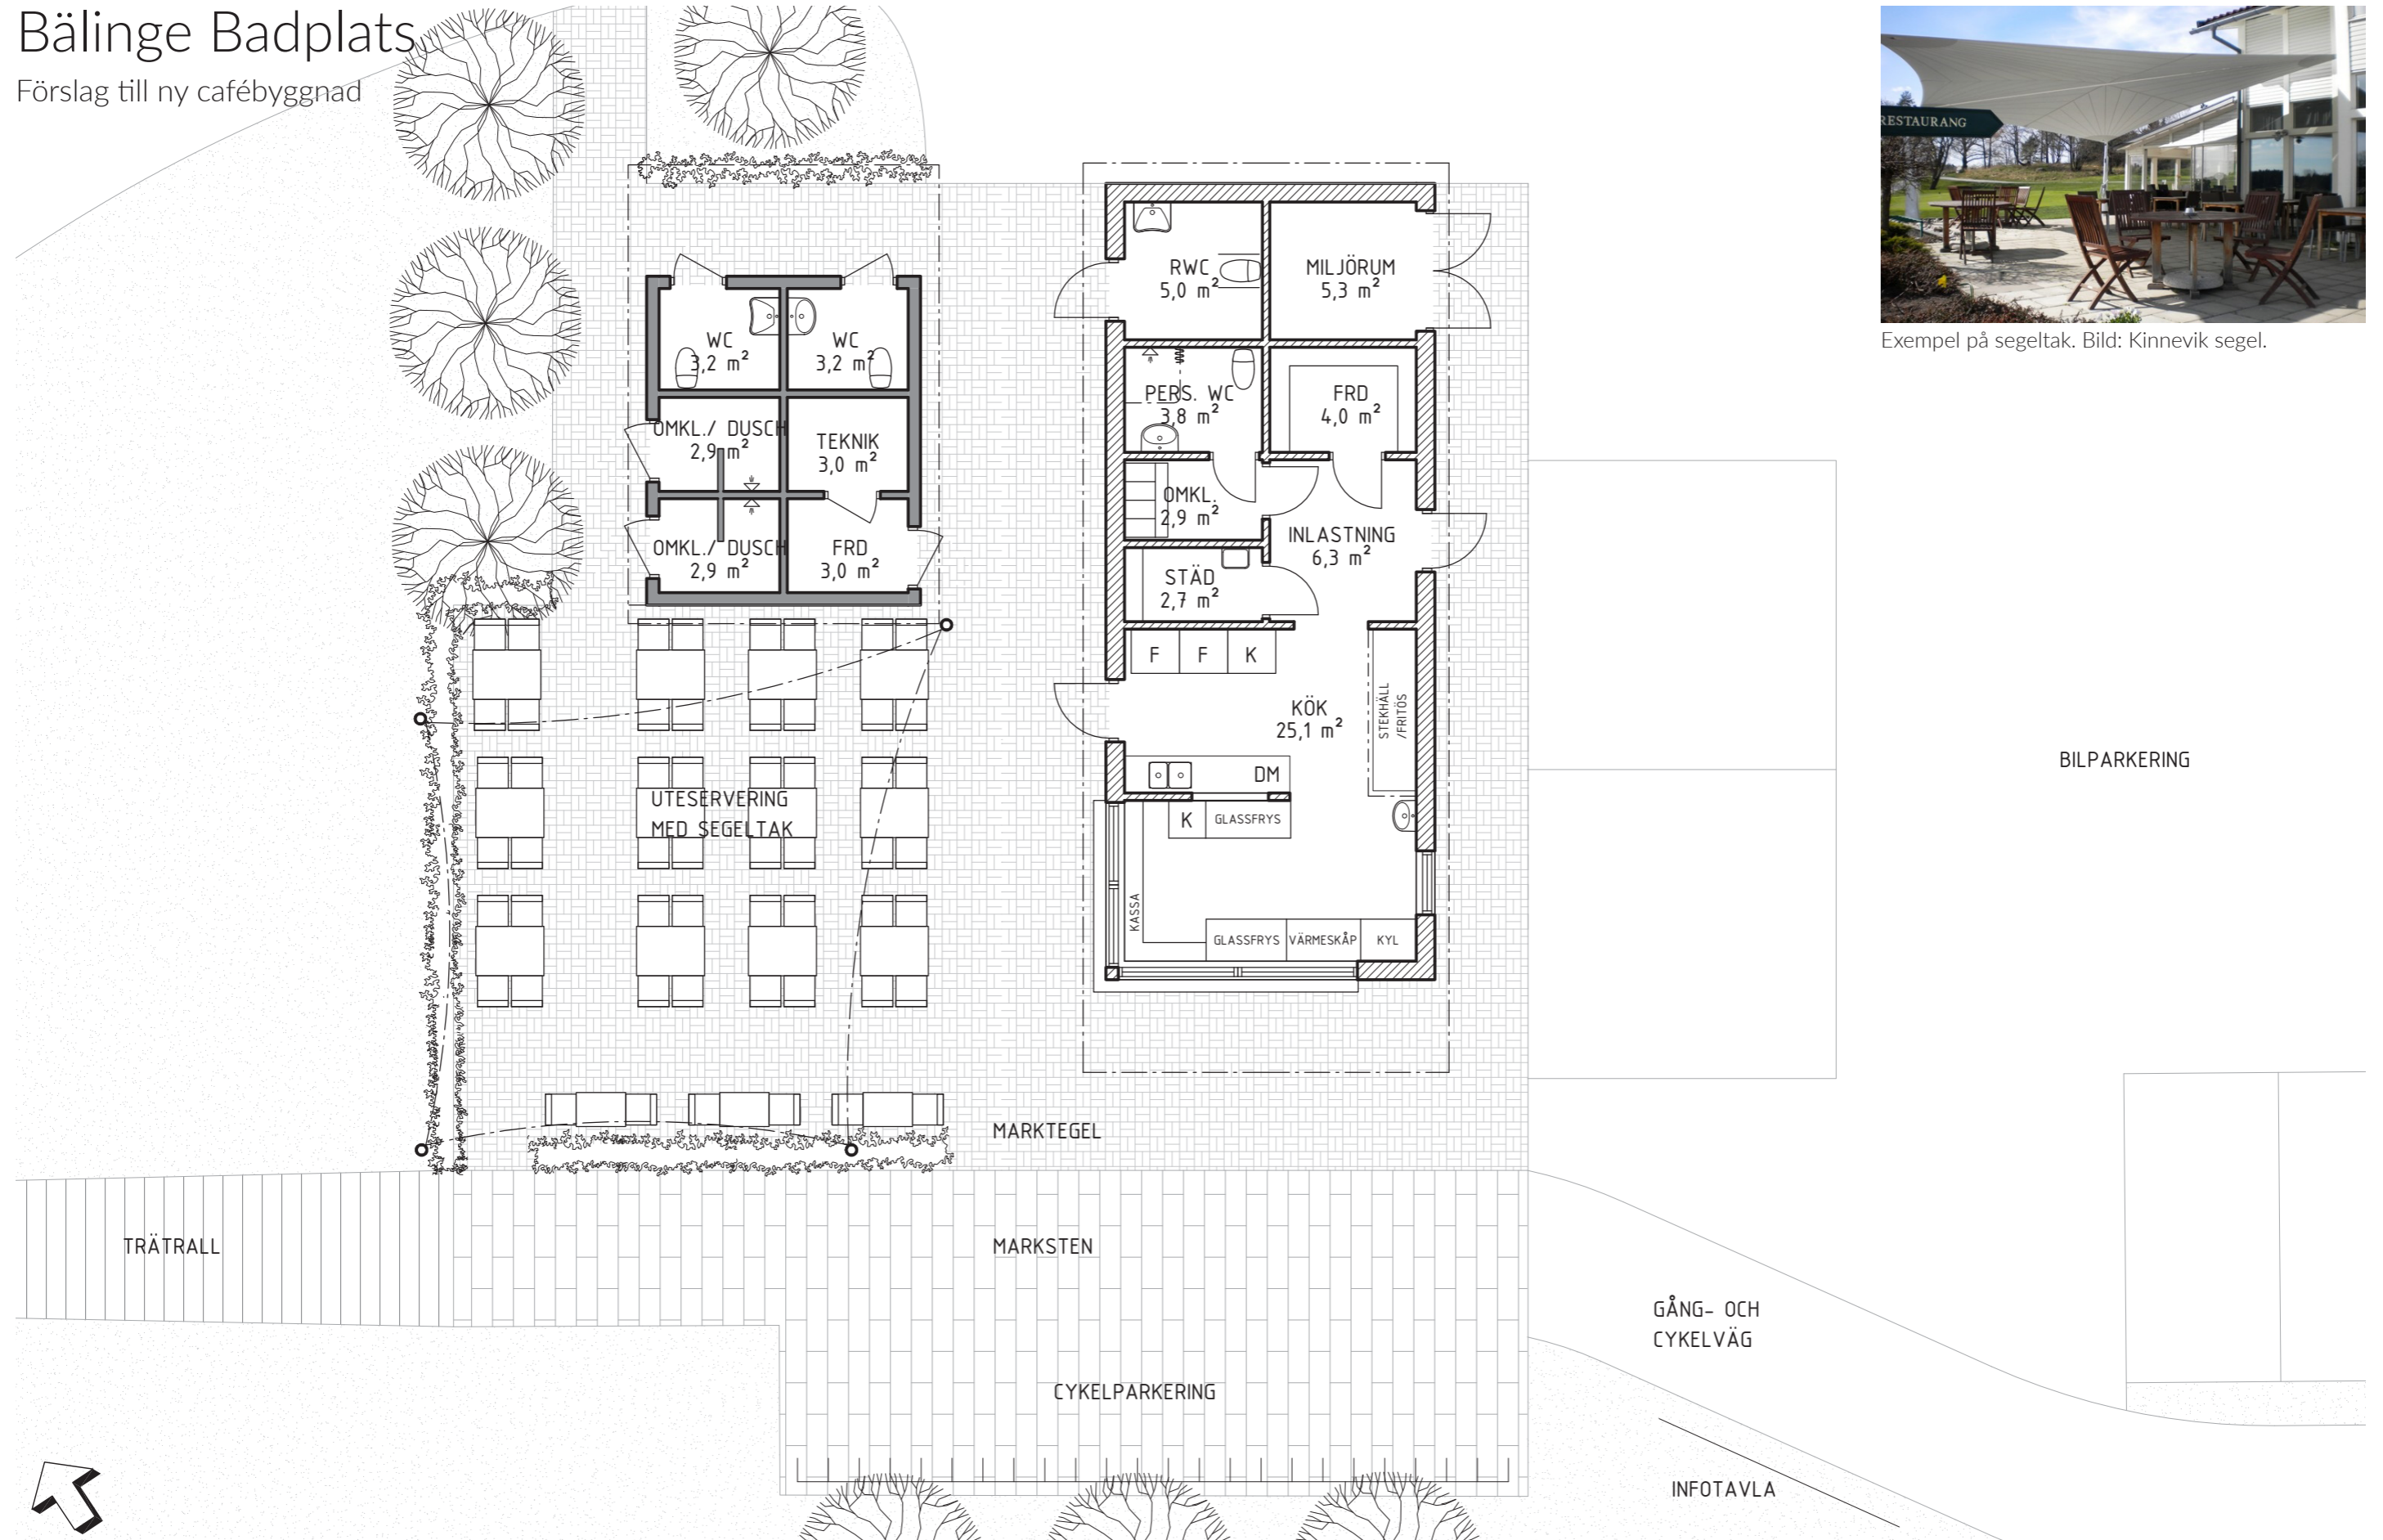 Bälinge Badplats
Förslag till ny cafébyggnad
RESTAURANG
Exempel på segeltak. Bild: Kinnevik segel.
RWC
5,0 m²
MILJÖRUM
5,3 m²
WC
3,2 m²
WC
3,2 m²
PERS. WC
3,8 m²
FRD
4,0 m²
OMKL./ DUSCH
2,9 m²
TEKNIK
3,0 m²
OMKL.
2,9 m²
INLASTNING
6,3 m²
OMKL./ DUSCH
2,9 m²
FRD
3,0 m²
STÄD
2,7 m²
F
F
K
STEKHÄLL
/FRITÖS
KÖK
25,1 m²
BILPARKERING
DM
UTESERVERING
MED SEGELTAK
K
GLASSFRYS
KASSA
GLASSFRYS
VÄRMESKÅP
KYL
MARKTEGEL
TRÄTRALL
MARKSTEN
GÅNG- OCH
CYKELVÄG
CYKELPARKERING
INFOTAVLA